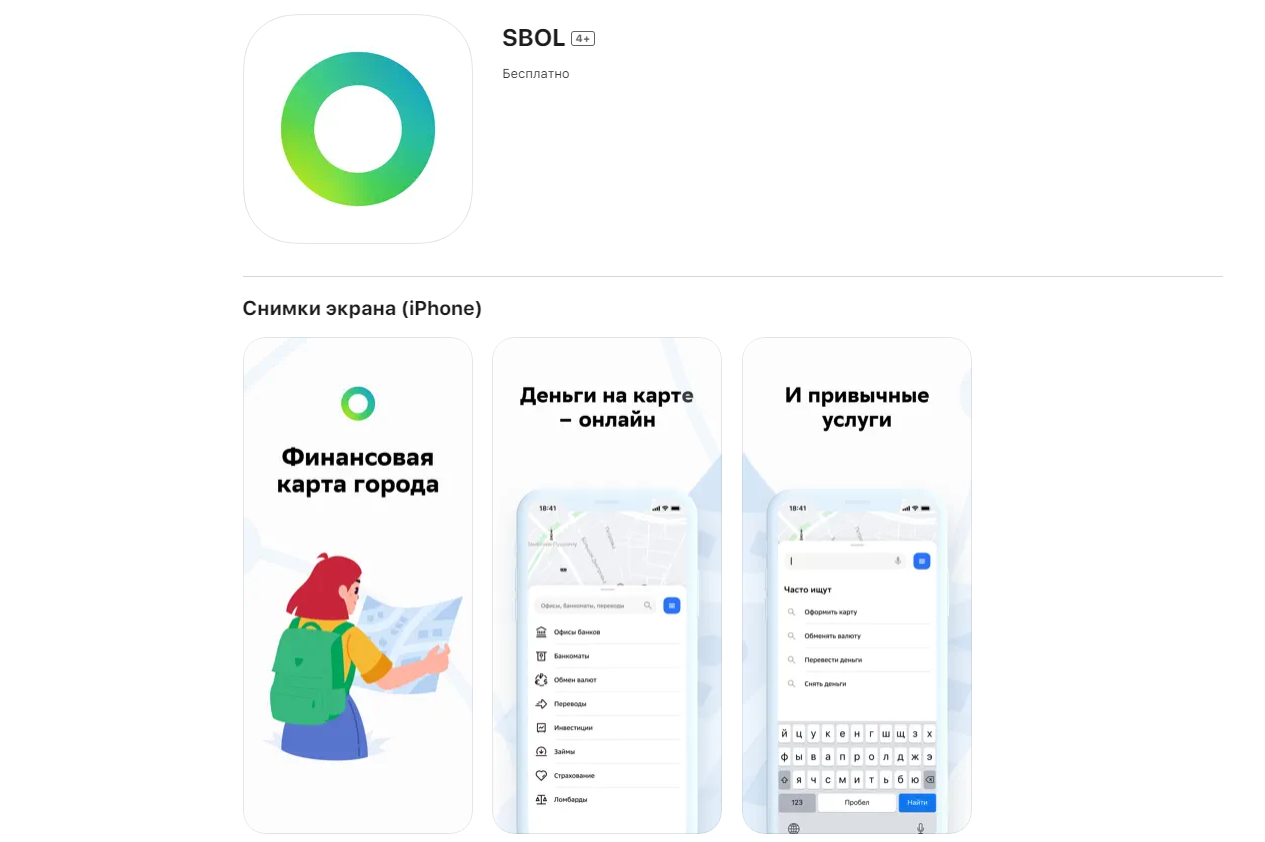 SBOL 4+
Бесплатно
Снимки экрана (iPhone)
Финансовая
карта города
Деньги на карте
– онлайн
18:41
Офисы, банкоматы, переводы
Офисы банков
Банкоматы
Обмен валют
Переводы
Инвестиции
Займы
Страхование
Ломбарды
И привычные
услуги
18:41
Часто ищут
Оформить карту
Обменять валюту
Перевести деньги
Снять деньги
й ц у к е н г ш щ з х
ф ы в а п р о л д ж э
я ч с м и т ь б ю
123 Пробел Найти